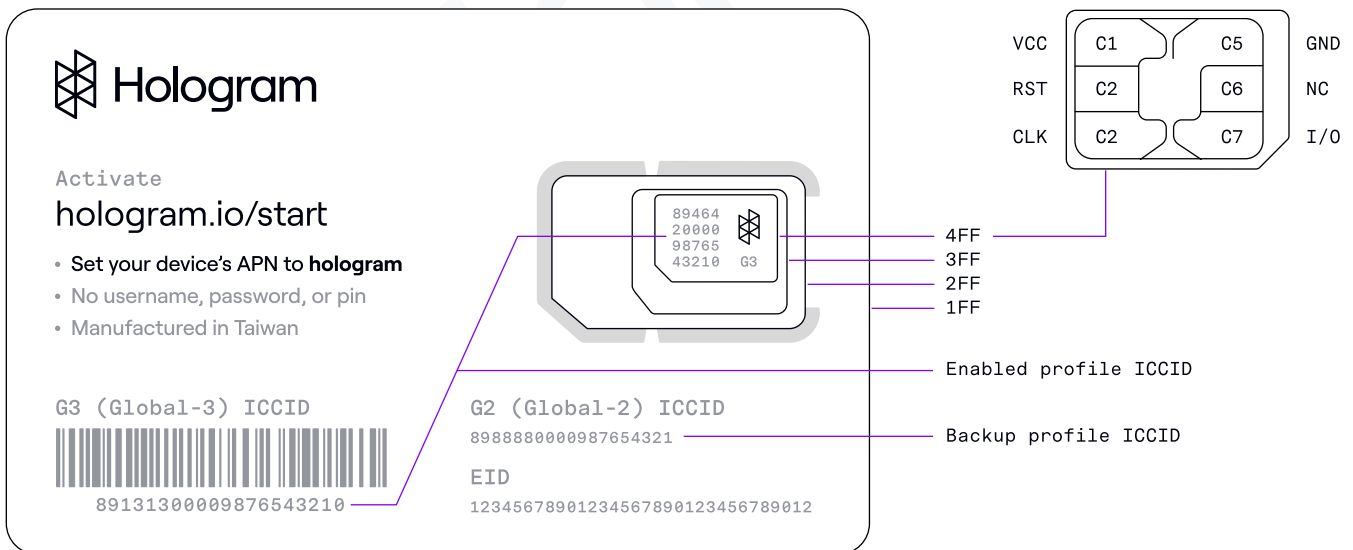 Hologram
Activate
hologram.io/start
• Set your device’s APN to hologram
• No username, password, or pin
• Manufactured in Taiwan
89464
20000
98765
43210 G3
G3 (Global-3) ICCID
89131300009876543210
G2 (Global-2) ICCID
8988880000987654321
EID
12345678901234567890123456789012
VCC C1 C5 GND
RST C2 C6 NC
CLK C2 C7 I/O
4FF
3FF
2FF
1FF
Enabled profile ICCID
Backup profile ICCID